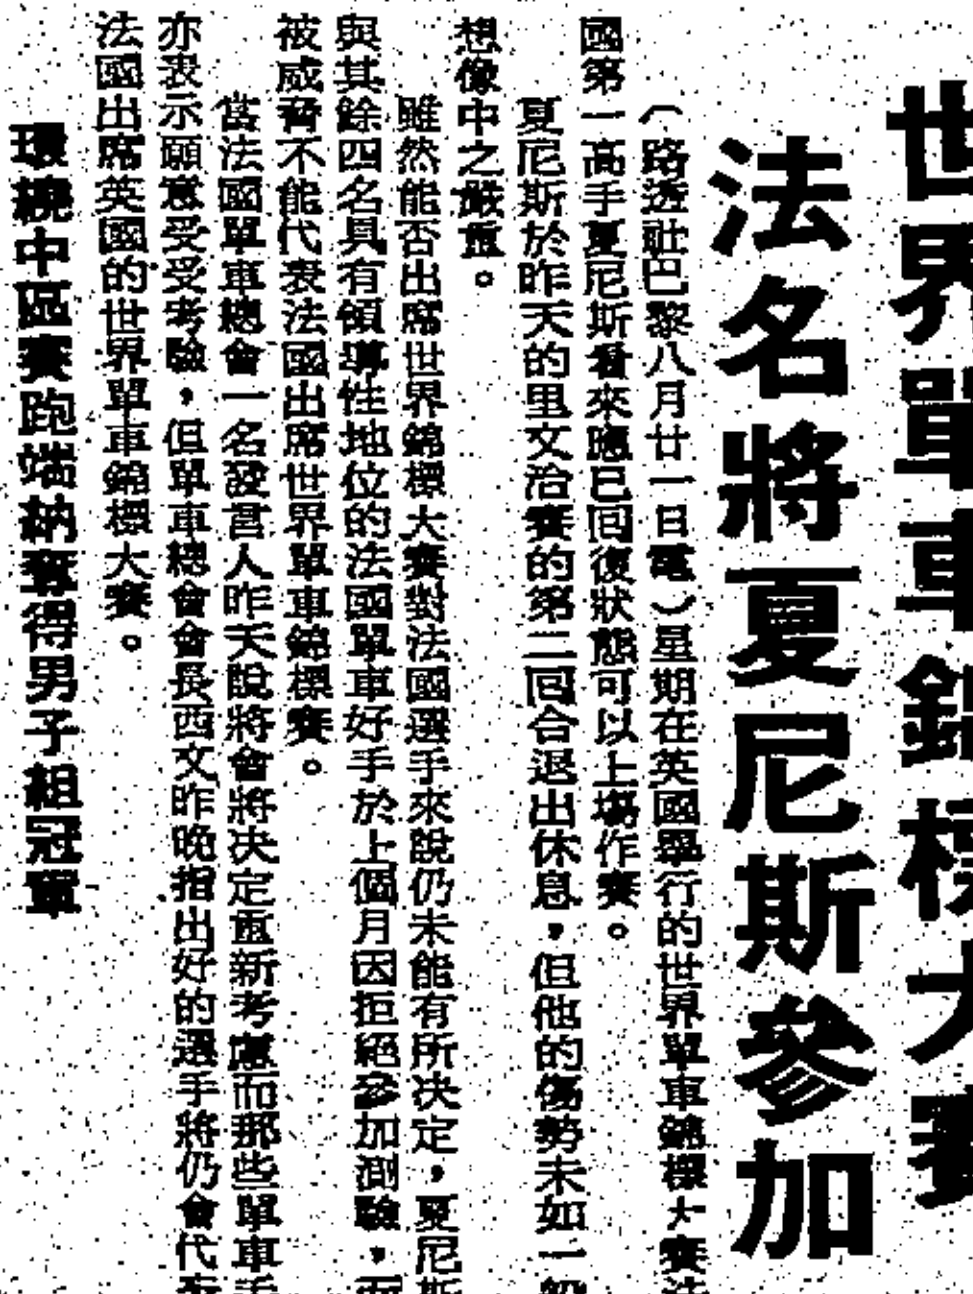 世界單車錦標大賽
法名將夏尼斯參加
（路透社巴黎八月廿一日電）星期在英國舉行的世界單車錦標大賽法
國第一高手夏尼斯看來應已回復狀態可以上場作賽。
夏尼斯於昨天的里文洽賽的第二回合退出休息，但他的傷勢未如一般
想像中之嚴重。
雖然能否出席世界錦標大賽對法國選手來說仍未能有所決定，夏尼斯
與其餘四名具有領導性地位的法國單車好手於上個月因拒絕參加測驗，而
被威脅不能代表法國出席世界單車錦標賽。
當法國單車總會一名發言人昨天說將會將決定重新考慮而那些單車手
亦表示願意受受考驗，但單車總會會長西文昨晚指出好的選手將仍會代表
法國出席英國的世界單車錦標大賽。
環繞中區賽跑端納奪得男子組冠軍